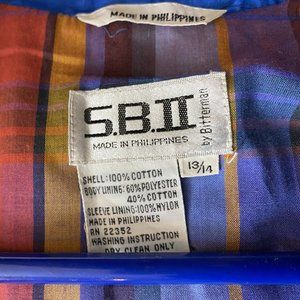 MADE IN PHILIPPINES
S.B.II
by Bitterman
MADE IN PHILIPPINES
13/14
SHELL:100% COTTON
BODY LINING: 60% POLYESTER
40% COTTON
SLEEVE LINING:100% NYLON
MADE IN PHILIPPINES
RN 22352
WASHING INSTRUCTION
DRY CLEAN ONLY